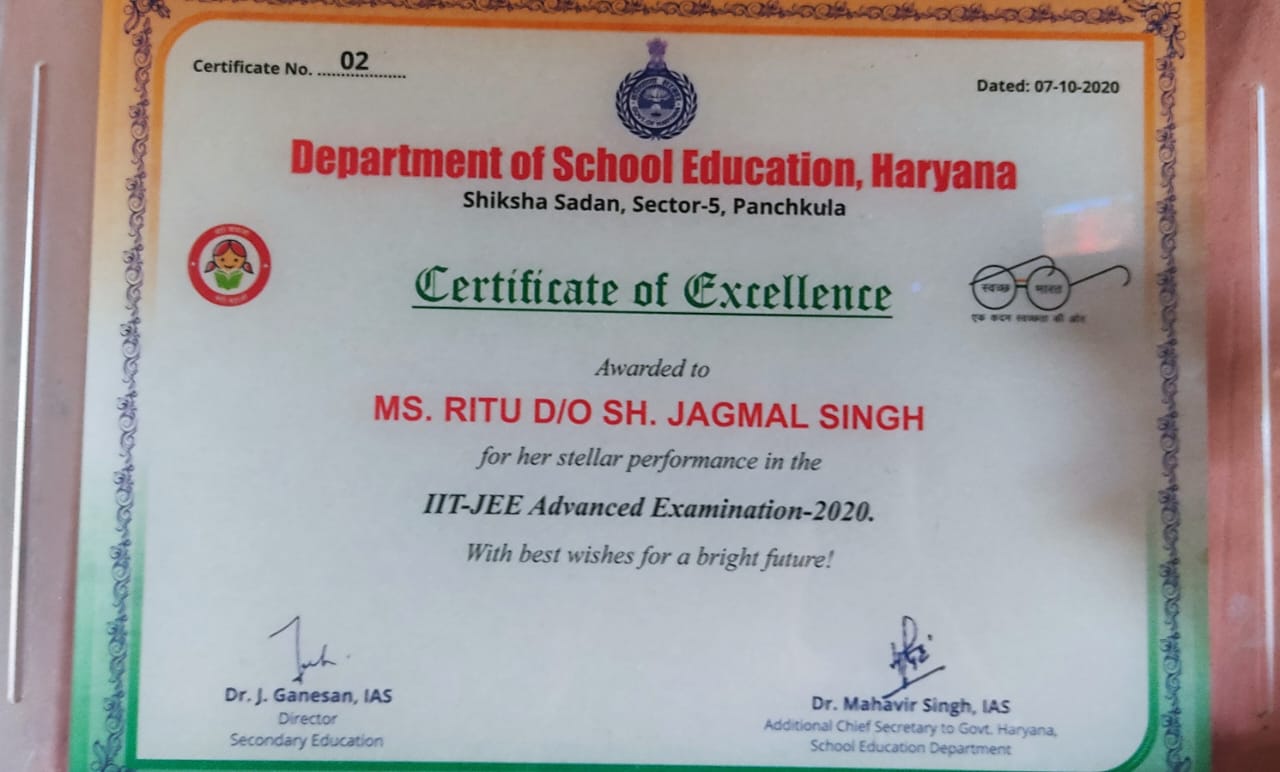 Certificate No. ....02....
Dated: 07-10-2020
Department of School Education, Haryana
Shiksha Sadan, Sector-5, Panchkula
स्वच्छ भारत
एक कदम स्वच्छता की ओर
Certificate of Excellence
Awarded to
MS. RITU D/O SH. JAGMAL SINGH
for her stellar performance in the
IIT-JEE Advanced Examination-2020.
With best wishes for a bright future!
Dr. J. Ganesan, IAS
Director
Secondary Education
Dr. Mahavir Singh, IAS
Additional Chief Secretary to Govt. Haryana,
School Education Department